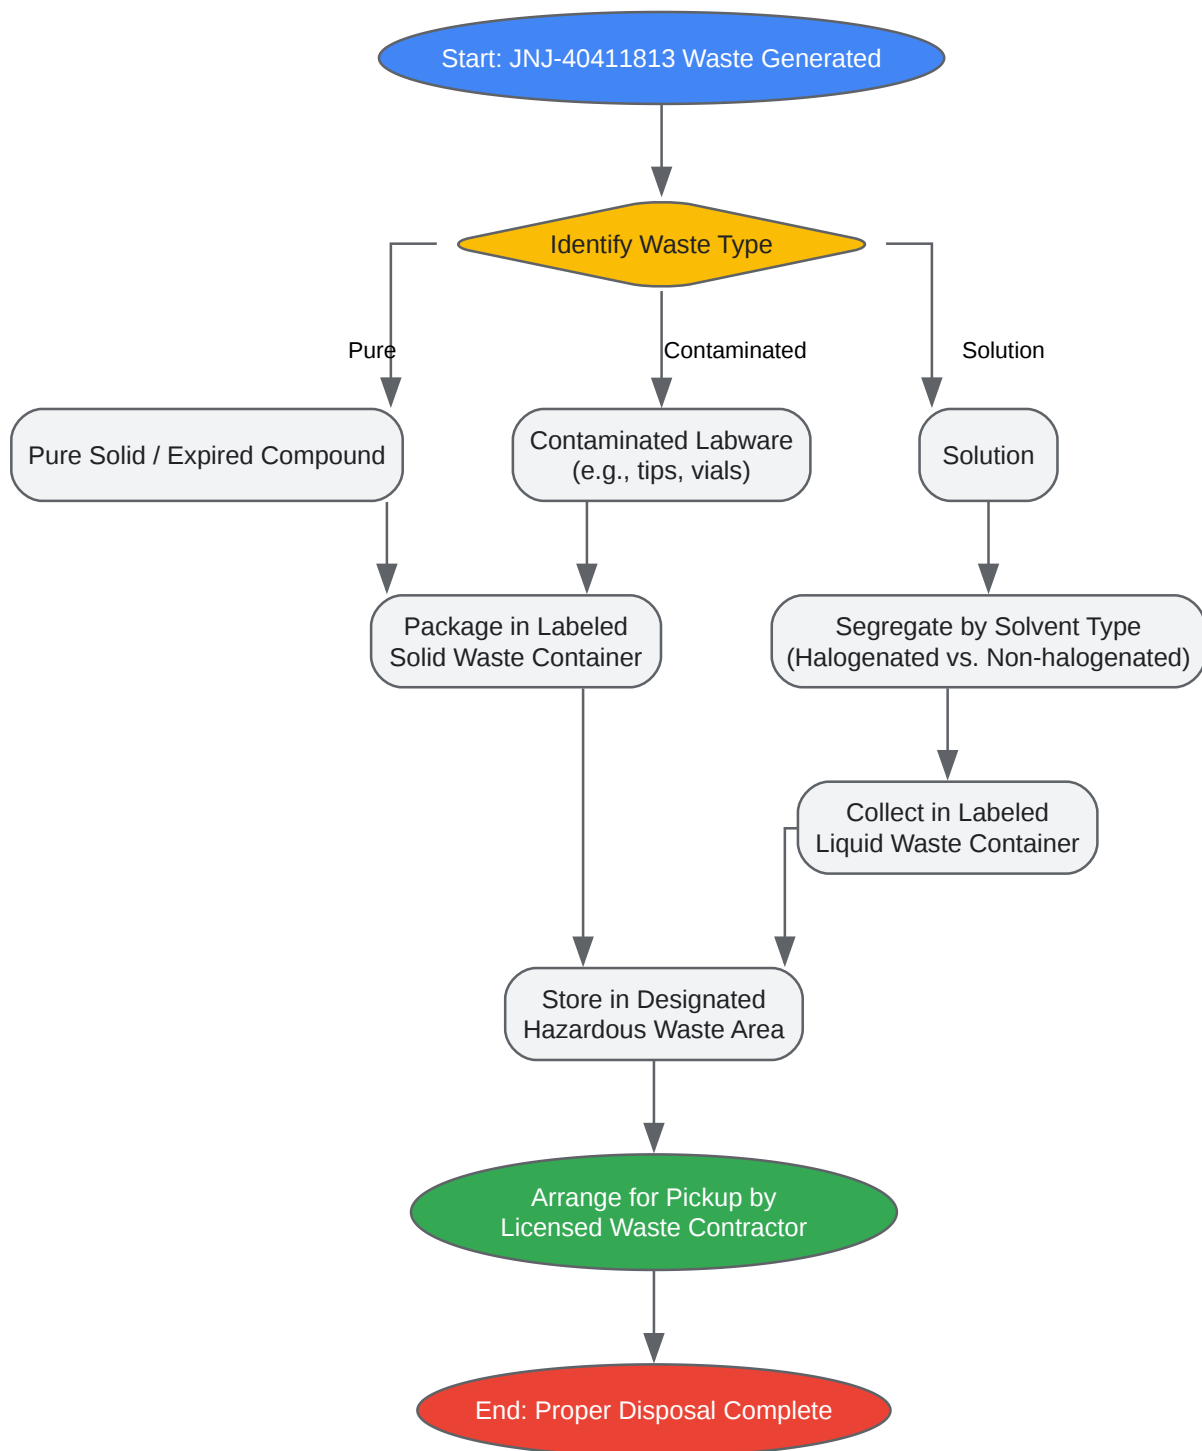 Start: JNJ-40411813 Waste Generated
Identify Waste Type
Pure
Contaminated
Solution
Pure Solid / Expired Compound
Contaminated Labware
(e.g., tips, vials)
Solution
Package in Labeled
Solid Waste Container
Segregate by Solvent Type
(Halogenated vs. Non-halogenated)
Collect in Labeled
Liquid Waste Container
Store in Designated
Hazardous Waste Area
Arrange for Pickup by
Licensed Waste Contractor
End: Proper Disposal Complete